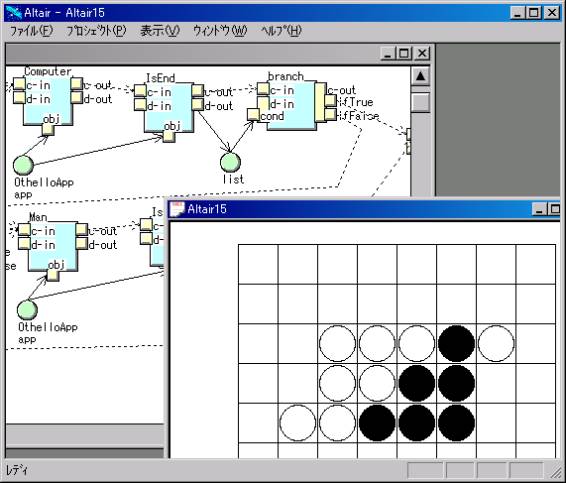 Altair - Altair15
ﾌｧｲﾙ(F) ﾌﾟﾛｼﾞｪｸﾄ(P) 表示(V) ｳｨﾝﾄﾞｳ(W) ﾍﾙﾌﾟ(H)
Computer IsEnd branch
c-in c-out c-in c-out c-in c-out
d-in d-out d-in d-out d-in ifTrue
cond ifFalse
obj obj
OthelloApp list
app
Man Is
c-in c-out c-in
d-in d-out d-
se
obj
OthelloApp
app
Altair15
ﾚﾃﾞｨ